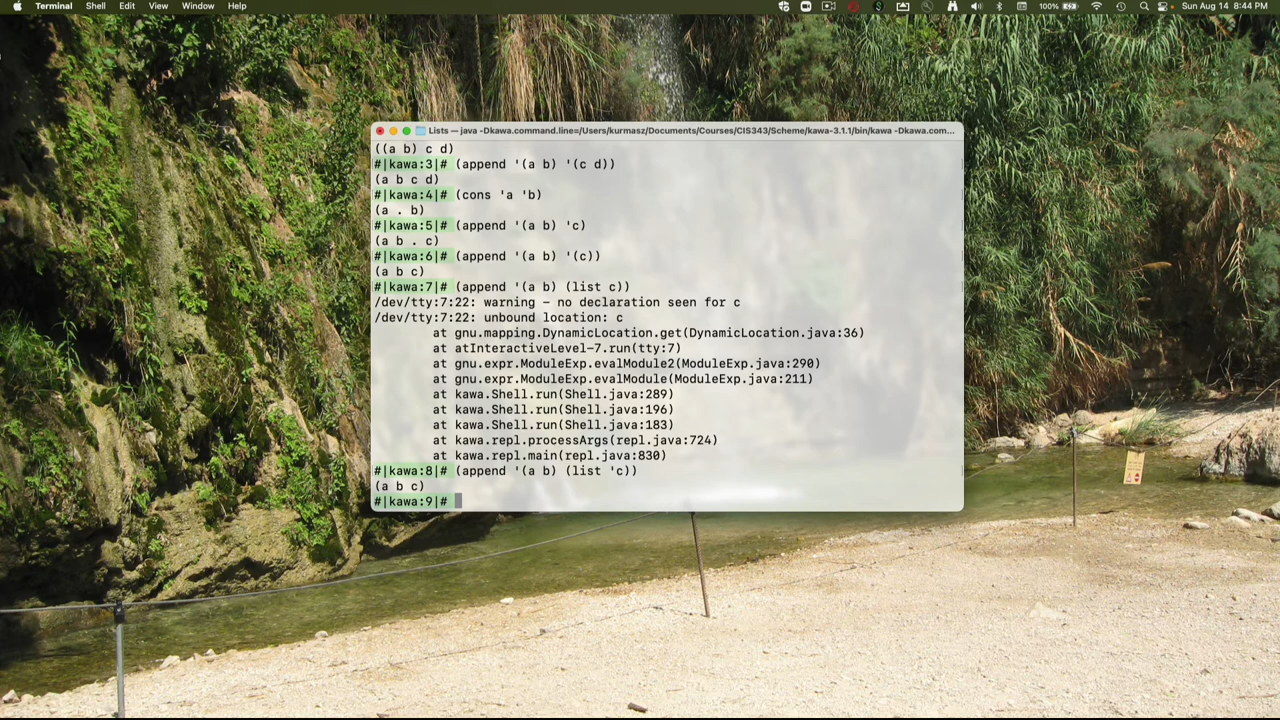 Terminal Shell Edit View Window Help 100% Sun Aug 14 8:44 PM
Lists — java -Dkawa.command.line=/Users/kurmasz/Documents/Courses/CIS343/Scheme/kawa-3.1.1/bin/kawa -Dkawa.com...
((a b) c d)
#|kawa:3|# (append '(a b) '(c d))
(a b c d)
#|kawa:4|# (cons 'a 'b)
(a . b)
#|kawa:5|# (append '(a b) 'c)
(a b . c)
#|kawa:6|# (append '(a b) '(c))
(a b c)
#|kawa:7|# (append '(a b) (list c))
/dev/tty:7:22: warning - no declaration seen for c
/dev/tty:7:22: unbound location: c
at gnu.mapping.DynamicLocation.get(DynamicLocation.java:36)
at atInteractiveLevel-7.run(tty:7)
at gnu.expr.ModuleExp.evalModule2(ModuleExp.java:290)
at gnu.expr.ModuleExp.evalModule(ModuleExp.java:211)
at kawa.Shell.run(Shell.java:289)
at kawa.Shell.run(Shell.java:196)
at kawa.Shell.run(Shell.java:183)
at kawa.repl.processArgs(repl.java:724)
at kawa.repl.main(repl.java:830)
#|kawa:8|# (append '(a b) (list 'c))
(a b c)
#|kawa:9|#